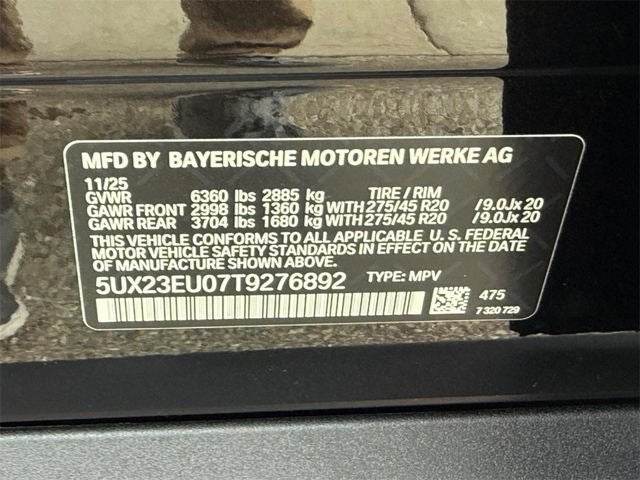 MFD BY BAYERISCHE MOTOREN WERKE AG
11/25
GVWR 6360 lbs 2885 kg TIRE / RIM
GAWR FRONT 2998 lbs 1360 kg WITH 275/45 R20 /9.0Jx20
GAWR REAR 3704 lbs 1680 kg WITH 275/45 R20 /9.0Jx20
THIS VEHICLE CONFORMS TO ALL APPLICABLE U. S. FEDERAL
MOTOR VEHICLE SAFETY STANDARDS IN EFFECT ON THE DATE
OF MANUFACTURE SHOWN ABOVE.
5UX23EU07T9276892 TYPE: MPV
475
7 320 729